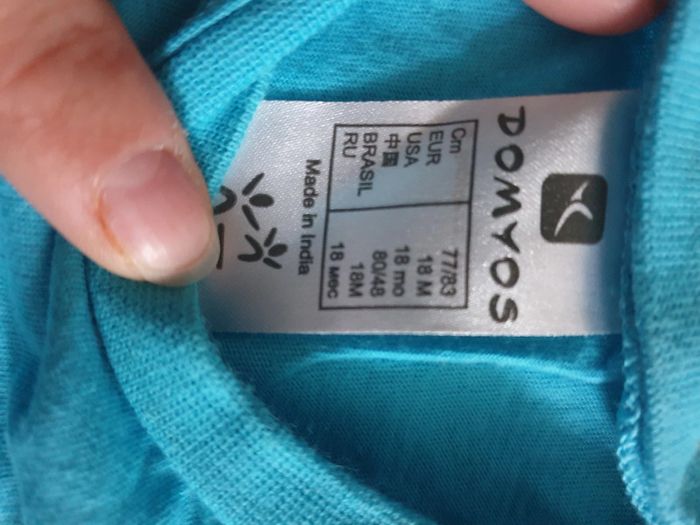 DOMYOS
Cm 77/83
EUR 18 M
USA 18 mo
中国 80/48
BRASIL 18M
RU 18 мес
Made in India